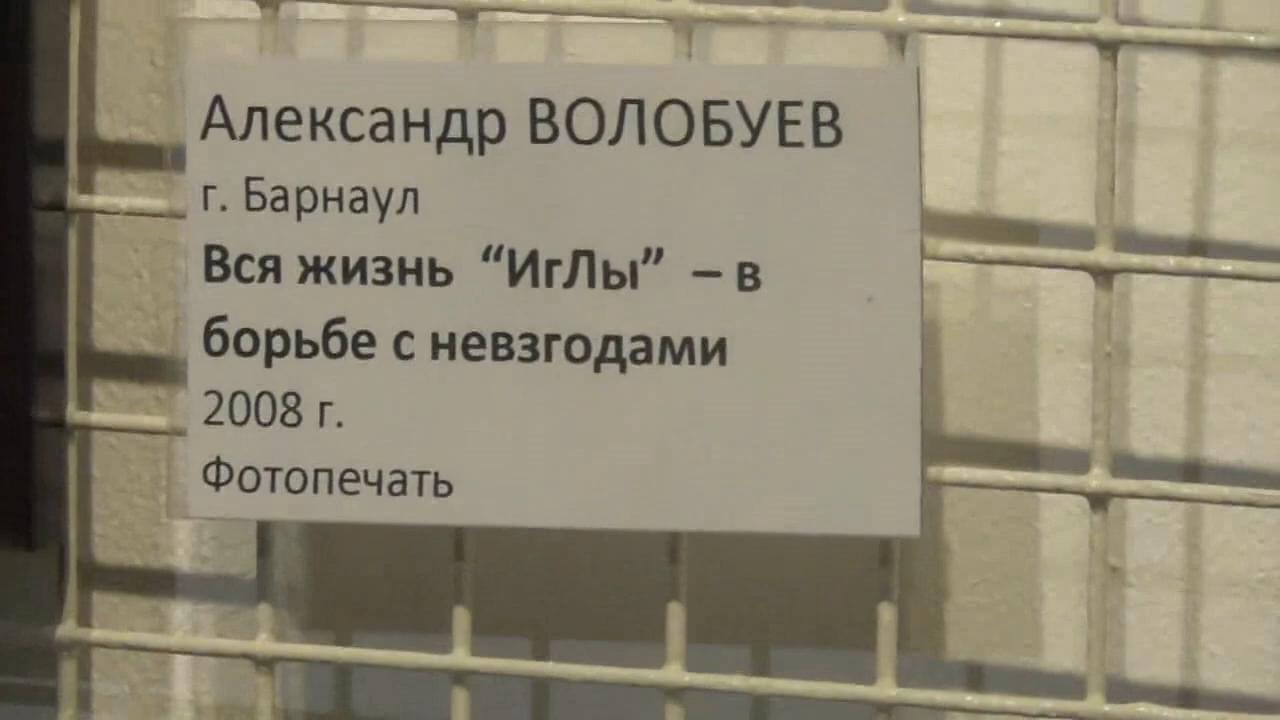 Александр ВОЛОБУЕВ
г. Барнаул
Вся жизнь “ИгЛы” – в
борьбе с невзгодами
2008 г.
Фотопечать